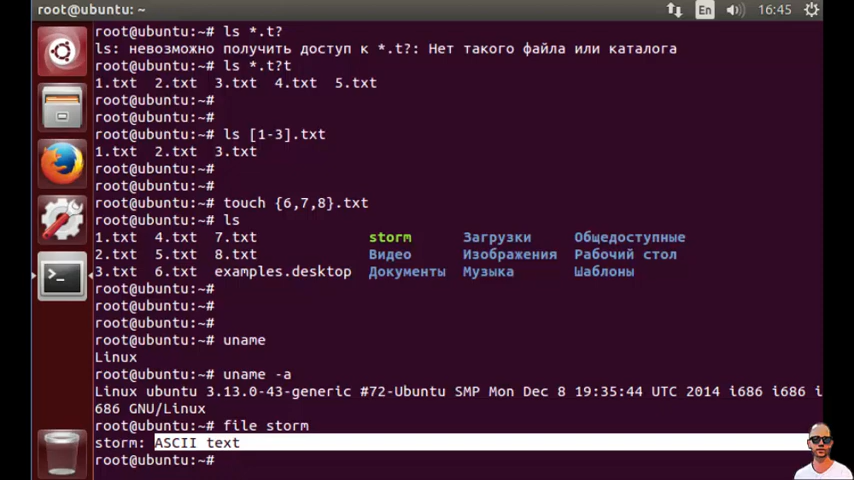 root@ubuntu: ~
En
16:45
root@ubuntu:~# ls *.t?
ls: невозможно получить доступ к *.t?: Нет такого файла или каталога
root@ubuntu:~# ls *.t?t
1.txt 2.txt 3.txt 4.txt 5.txt
root@ubuntu:~#
root@ubuntu:~#
root@ubuntu:~# ls [1-3].txt
1.txt 2.txt 3.txt
root@ubuntu:~#
root@ubuntu:~#
root@ubuntu:~# touch {6,7,8}.txt
root@ubuntu:~# ls
1.txt 4.txt 7.txt storm Загрузки Общедоступные
2.txt 5.txt 8.txt Видео Изображения Рабочий стол
3.txt 6.txt examples.desktop Документы Музыка Шаблоны
root@ubuntu:~#
root@ubuntu:~#
root@ubuntu:~#
root@ubuntu:~# uname
Linux
root@ubuntu:~# uname -a
Linux ubuntu 3.13.0-43-generic #72-Ubuntu SMP Mon Dec 8 19:35:44 UTC 2014 i686 i686 i
686 GNU/Linux
root@ubuntu:~# file storm
storm: ASCII text
root@ubuntu:~#